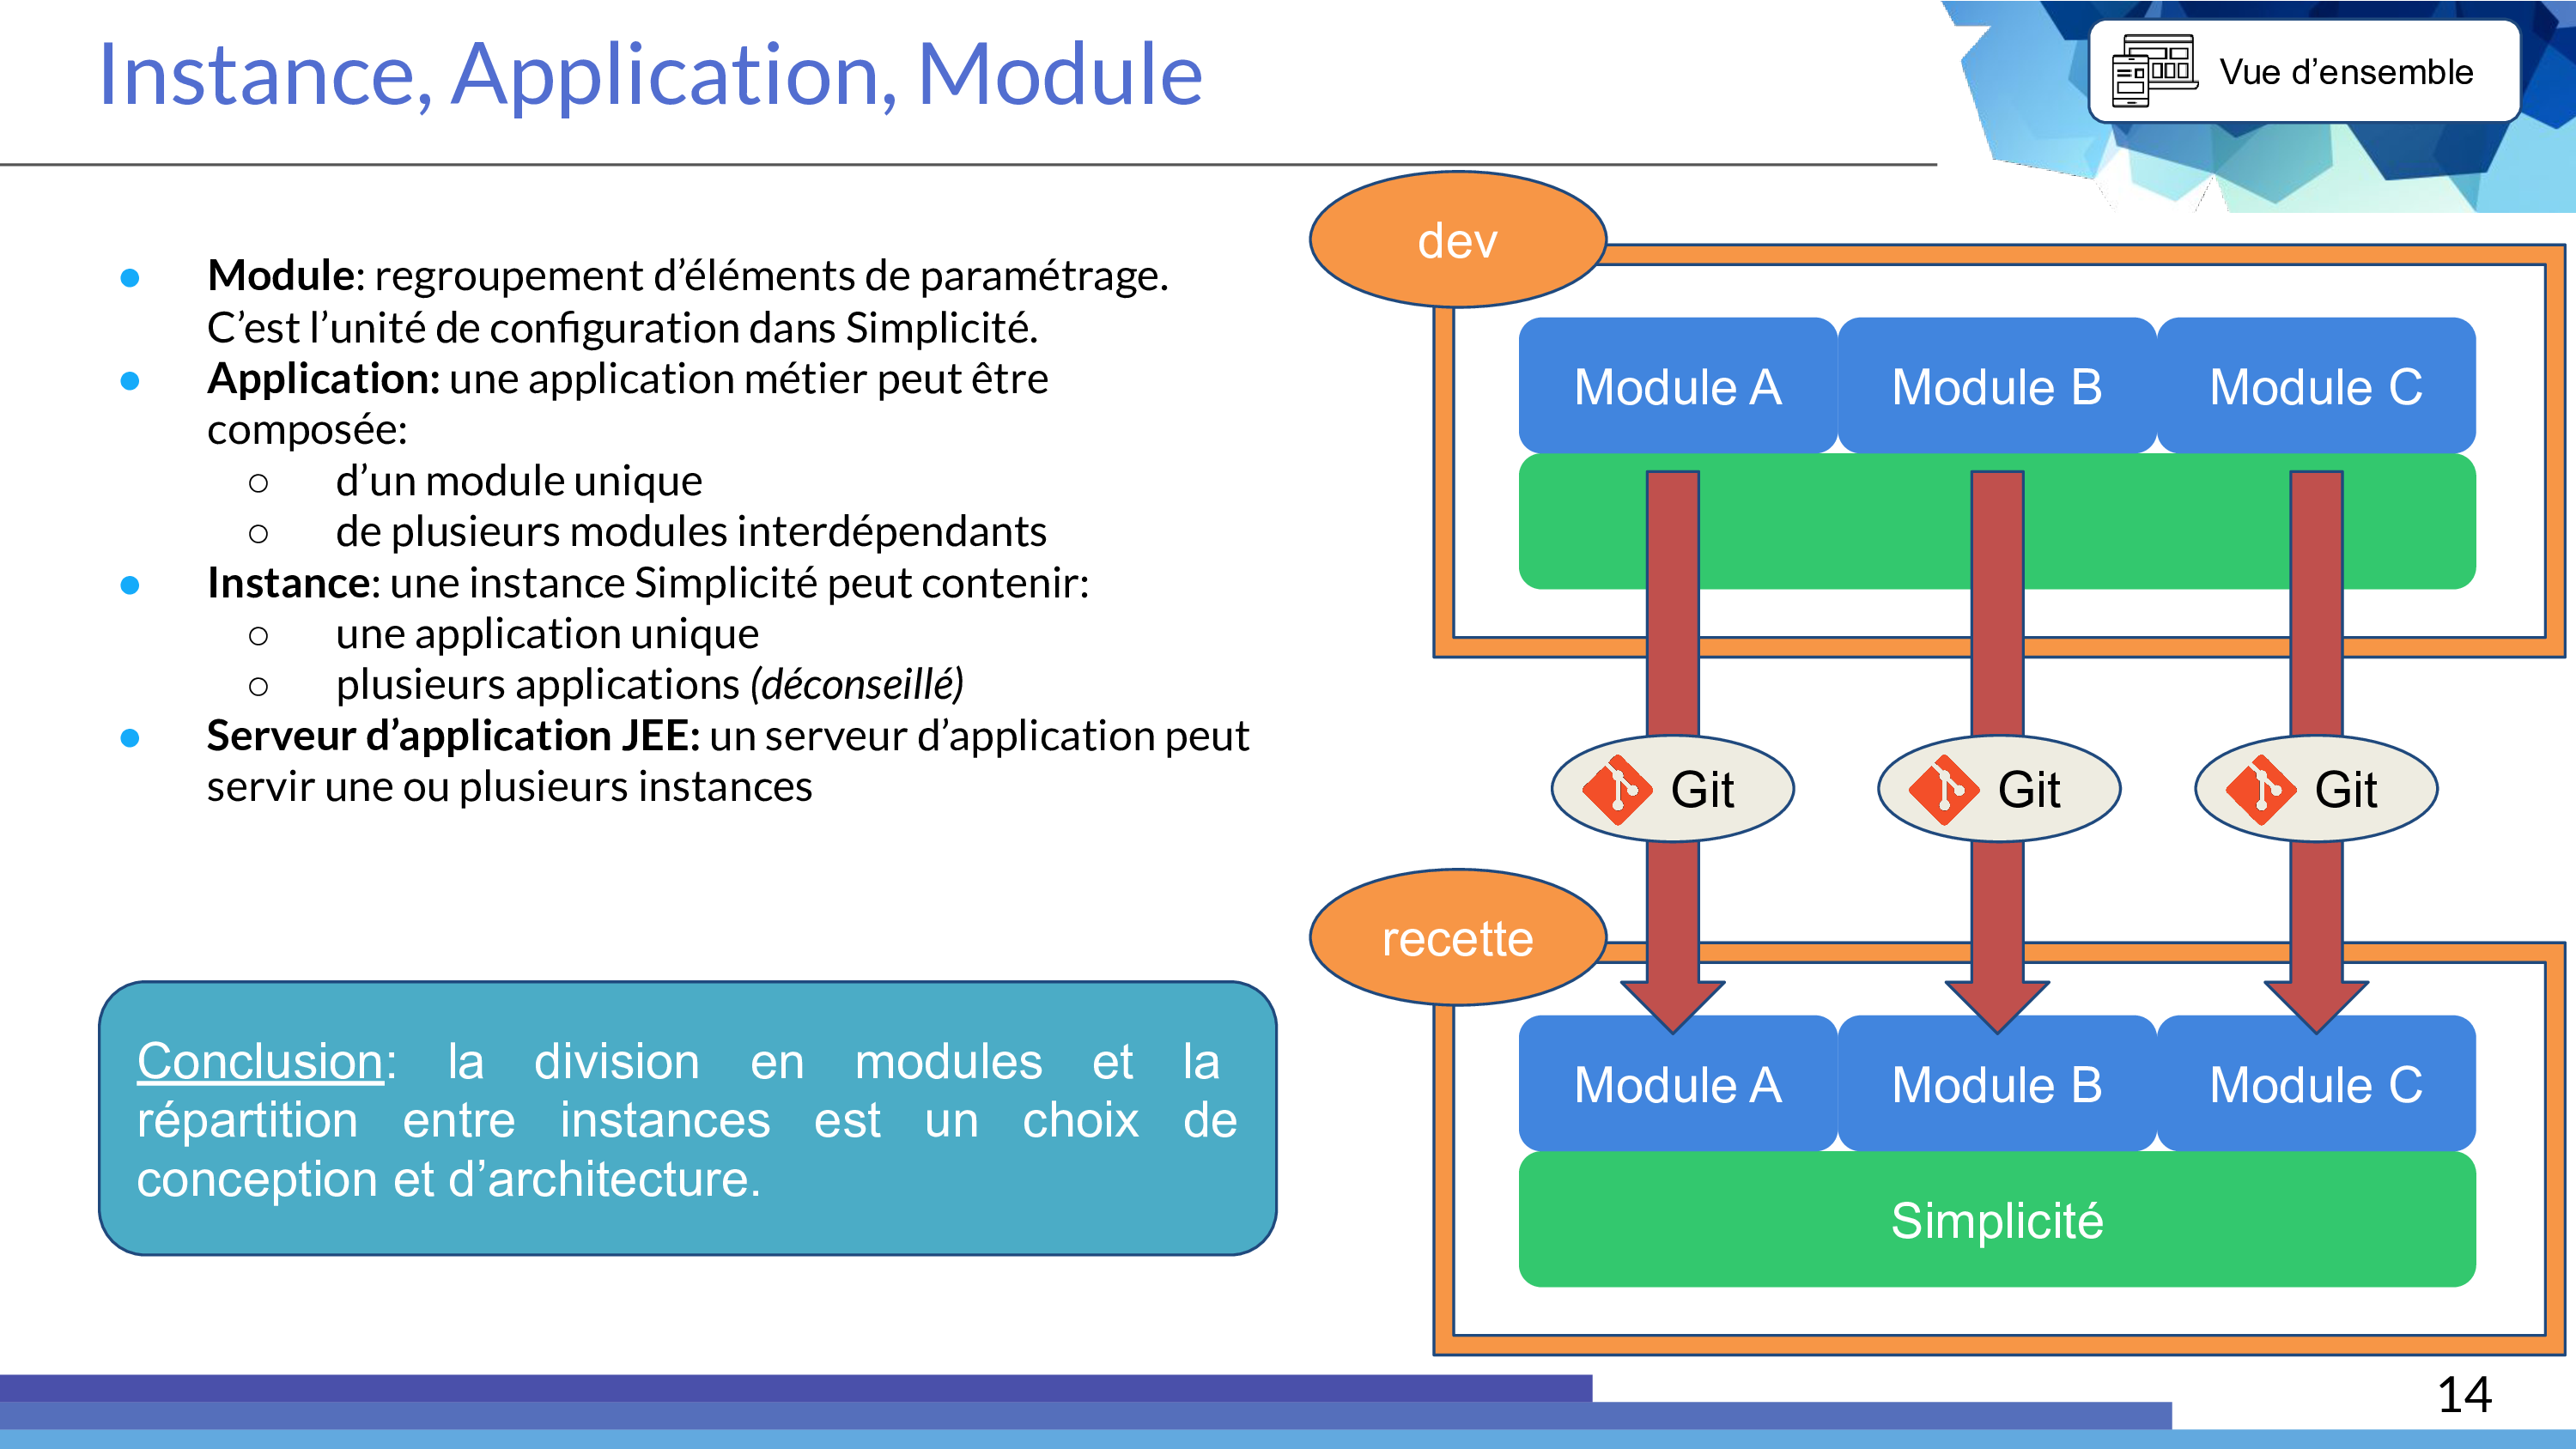 Instance, Application, Module
Vue d’ensemble
● Module: regroupement d’éléments de paramétrage.
C’est l’unité de configuration dans Simplicité.
● Application: une application métier peut être
composée:
○ d’un module unique
○ de plusieurs modules interdépendants
● Instance: une instance Simplicité peut contenir:
○ une application unique
○ plusieurs applications (déconseillé)
● Serveur d’application JEE: un serveur d’application peut
servir une ou plusieurs instances
Conclusion: la division en modules et la
répartition entre instances est un choix de
conception et d’architecture.
dev
Module A Module B Module C
Git Git Git
recette
Module A Module B Module C
Simplicité
14